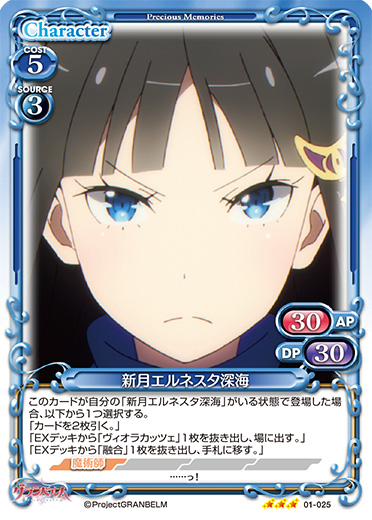 Precious Memories
Character
COST
5
SOURCE
3
30 AP
DP 30
新月エルネスタ深海
このカードが自分の「新月エルネスタ深海」がいる状態で登場した場
合、以下から1つ選択する。
「カードを2枚引く。」
「EXデッキから「ヴィオラカッツェ」1枚を抜き出し、場に出す。」
「EXデッキから「融合」1枚を抜き出し、手札に移す。」
魔術師
……っ！
グランベルム
©ProjectGRANBELM
01-025